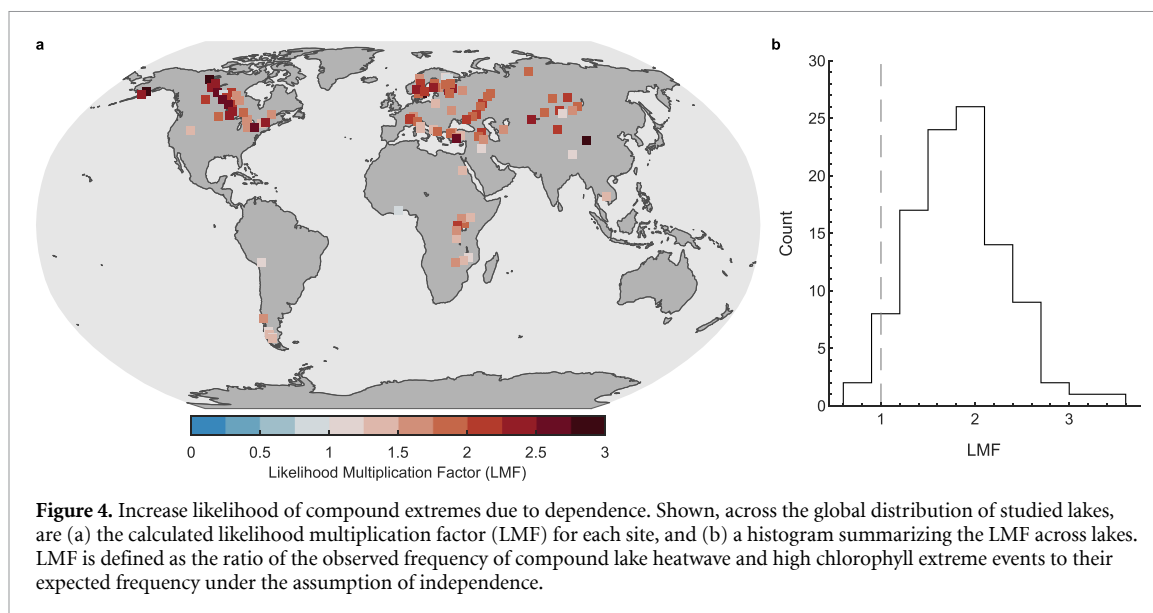 a
b
30
25
20
15
10
5
0
Count
1
2
3
LMF
0
0.5
1
1.5
2
2.5
3
Likelihood Multiplication Factor (LMF)
Figure 4. Increase likelihood of compound extremes due to dependence. Shown, across the global distribution of studied lakes,
are (a) the calculated likelihood multiplication factor (LMF) for each site, and (b) a histogram summarizing the LMF across lakes.
LMF is defined as the ratio of the observed frequency of compound lake heatwave and high chlorophyll extreme events to their
expected frequency under the assumption of independence.